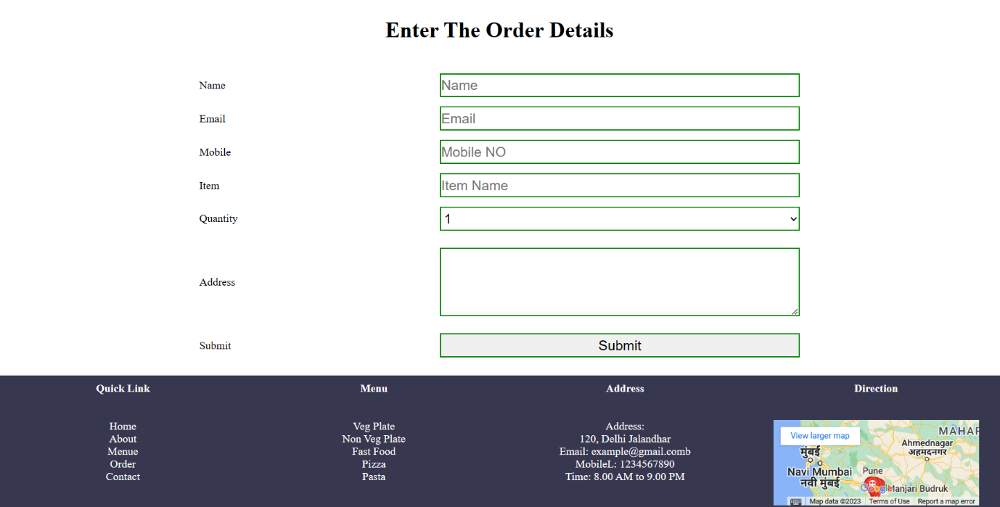 Enter The Order Details
Name
Name
Email
Email
Mobile
Mobile NO
Item
Item Name
Quantity
1
Address
Submit
Submit
Quick Link
Home
About
Menue
Order
Contact
Menu
Veg Plate
Non Veg Plate
Fast Food
Pizza
Pasta
Address
Address:
120, Delhi Jalandhar
Email: example@gmail.comb
MobileL: 1234567890
Time: 8.00 AM to 9.00 PM
Direction
View larger map
MAHAR
Ahmednagar
अहमदनगर
मुंबई
Navi Mumbai
नवी मुंबई
Pune
Google
Manjari Budruk
Map data ©2023
Terms of Use
Report a map error